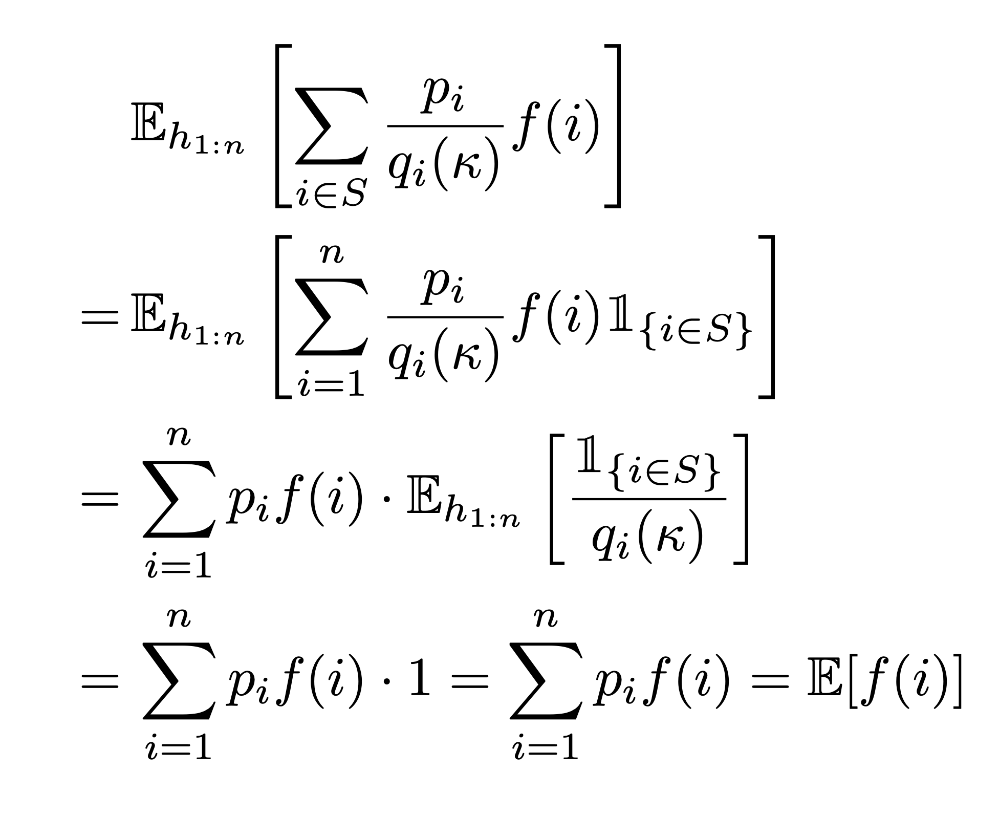 $\mathbb{E}_{h_{1:n}} \left[ \sum_{i \in S} \frac{p_i}{q_i(\kappa)} f(i) \right]$
$= \mathbb{E}_{h_{1:n}} \left[ \sum_{i=1}^{n} \frac{p_i}{q_i(\kappa)} f(i) \mathbb{1}_{\{i \in S\}} \right]$
$= \sum_{i=1}^{n} p_i f(i) \cdot \mathbb{E}_{h_{1:n}} \left[ \frac{\mathbb{1}_{\{i \in S\}}}{q_i(\kappa)} \right]$
$= \sum_{i=1}^{n} p_i f(i) \cdot 1 = \sum_{i=1}^{n} p_i f(i) = \mathbb{E}[f(i)]$